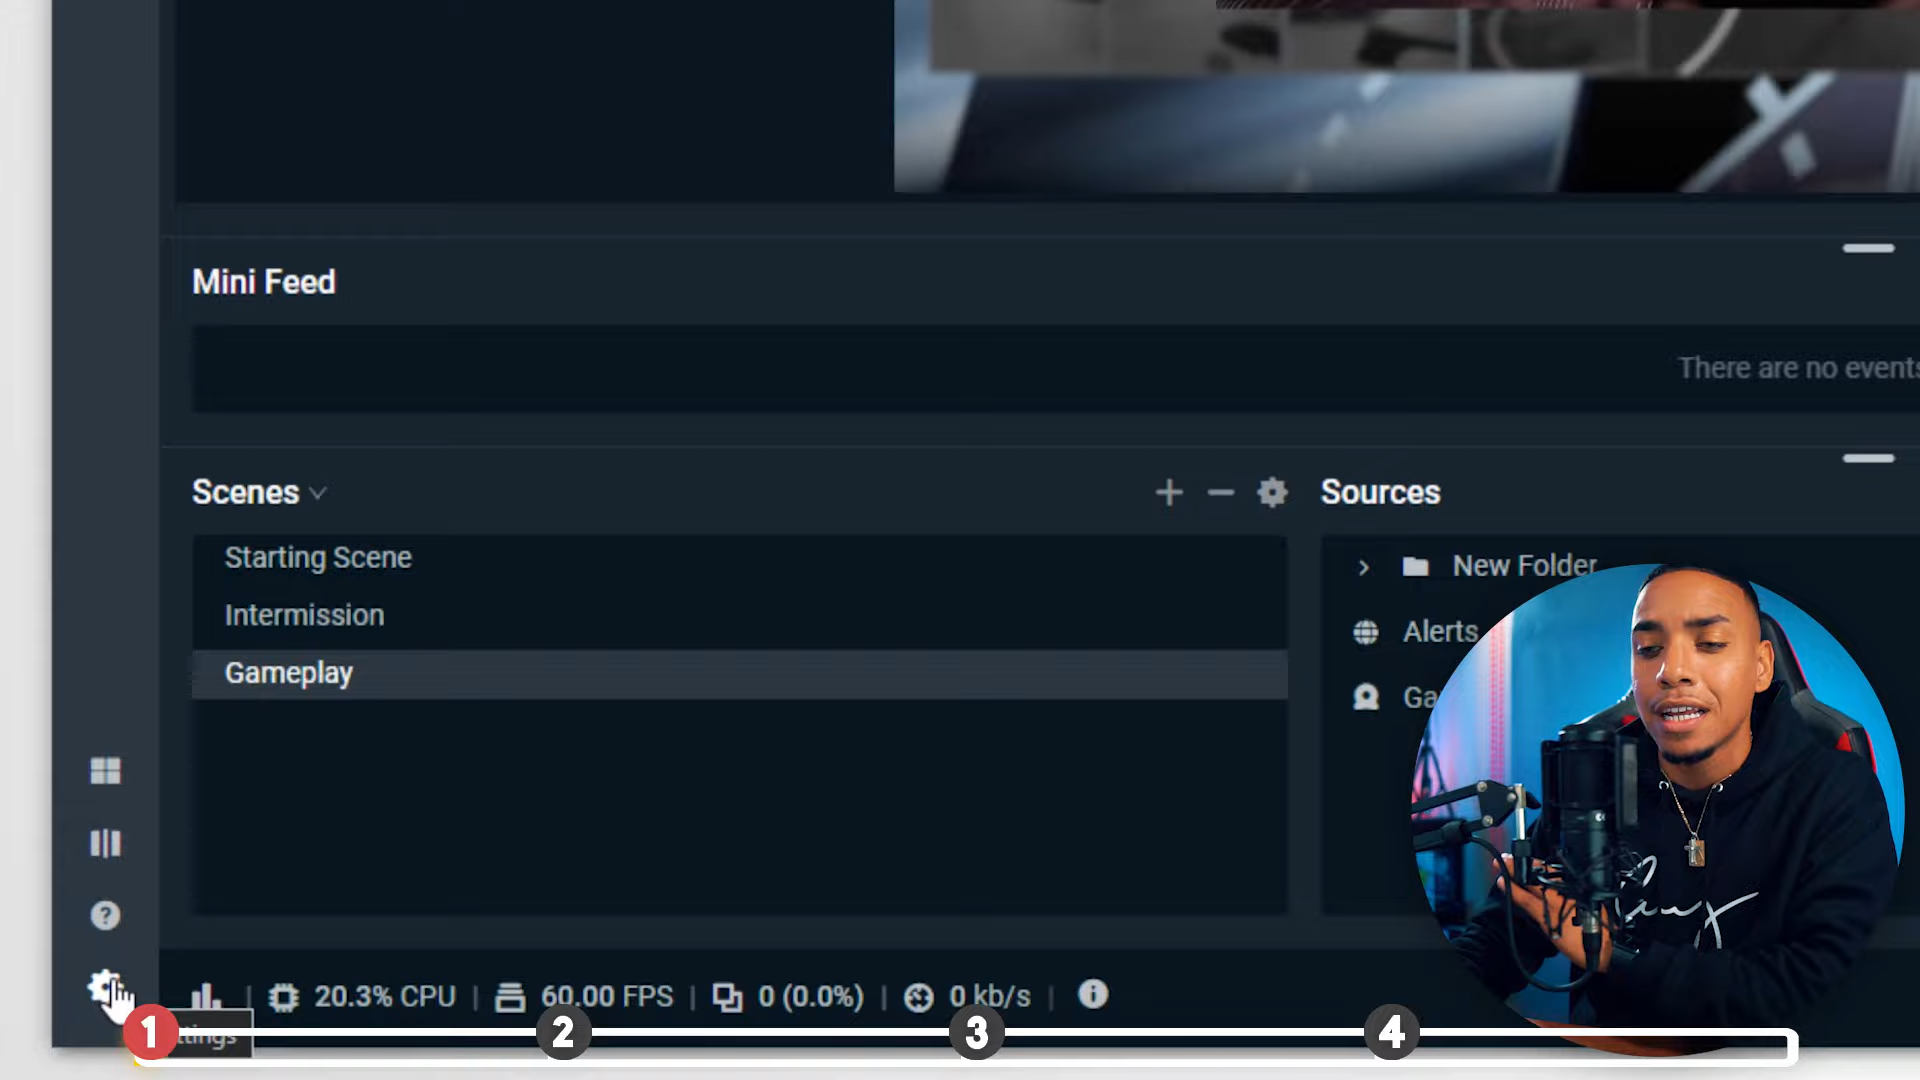 Mini Feed
There are no events
Scenes
Sources
Starting Scene
Intermission
Gameplay
New Folder
Alerts
Ga
20.3% CPU | 60.00 FPS | 0 (0.0%) | 0 kb/s
ttings
1 2 3 4